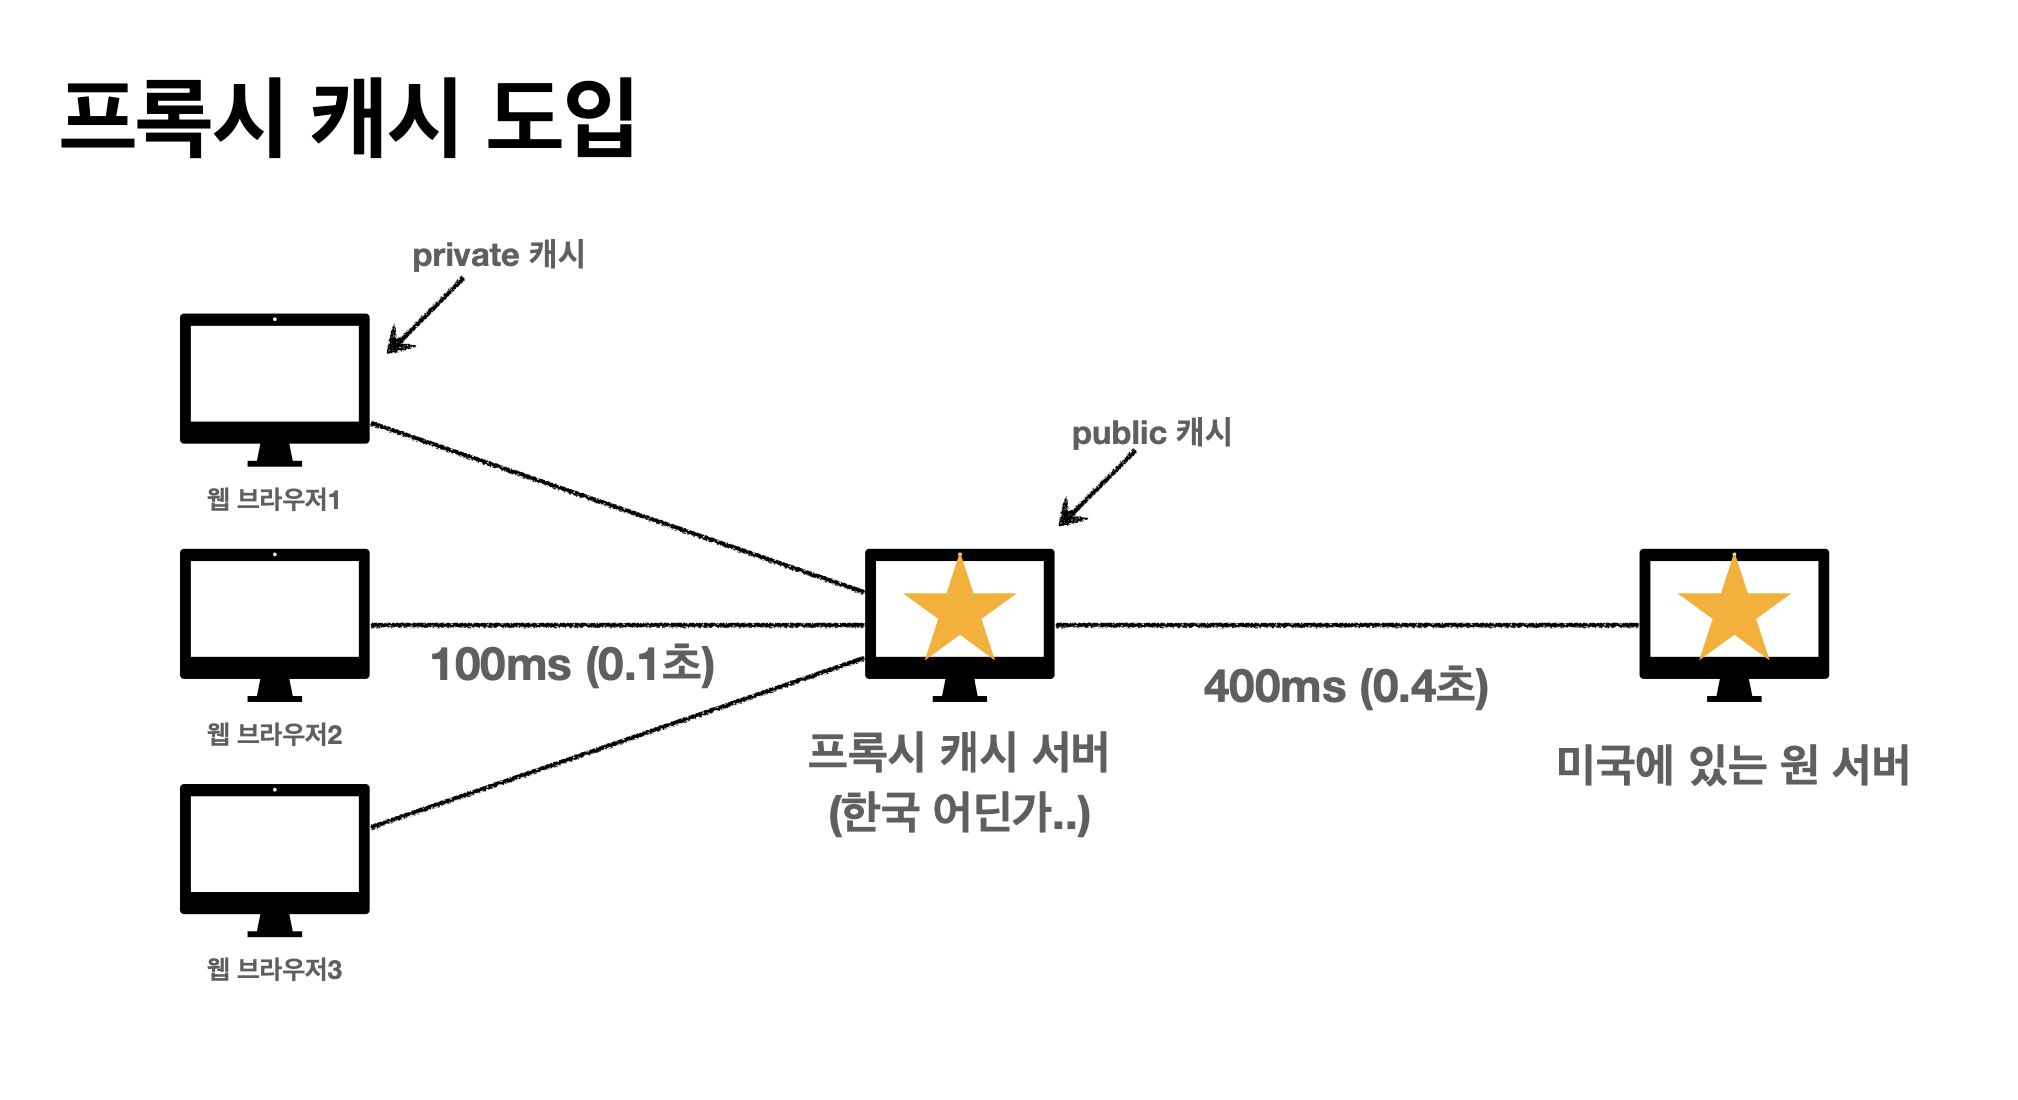 프록시 캐시 도입
private 캐시
public 캐시
웹 브라우저1
웹 브라우저2
100ms (0.1초)
400ms (0.4초)
프록시 캐시 서버
(한국 어딘가..)
미국에 있는 원 서버
웹 브라우저3